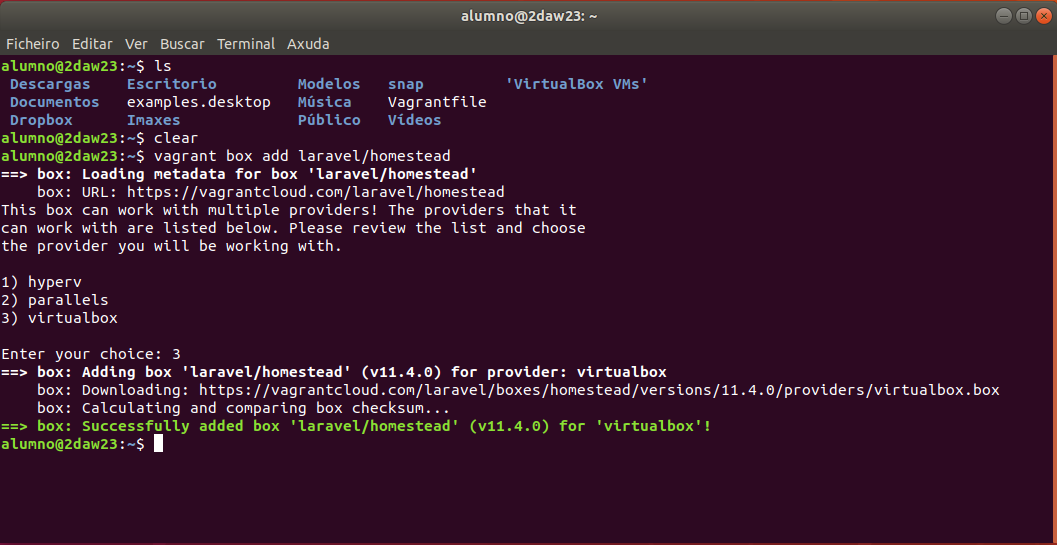 alumno@2daw23: ~
Ficheiro Editar Ver Buscar Terminal Axuda
alumno@2daw23:~$ ls
Descargas Escritorio Modelos snap 'VirtualBox VMs'
Documentos examples.desktop Música Vagrantfile
Dropbox Imaxes Público Vídeos
alumno@2daw23:~$ clear
alumno@2daw23:~$ vagrant box add laravel/homestead
==> box: Loading metadata for box 'laravel/homestead'
box: URL: https://vagrantcloud.com/laravel/homestead
This box can work with multiple providers! The providers that it
can work with are listed below. Please review the list and choose
the provider you will be working with.
1) hyperv
2) parallels
3) virtualbox
Enter your choice: 3
==> box: Adding box 'laravel/homestead' (v11.4.0) for provider: virtualbox
box: Downloading: https://vagrantcloud.com/laravel/boxes/homestead/versions/11.4.0/providers/virtualbox.box
box: Calculating and comparing box checksum...
==> box: Successfully added box 'laravel/homestead' (v11.4.0) for 'virtualbox'!
alumno@2daw23:~$